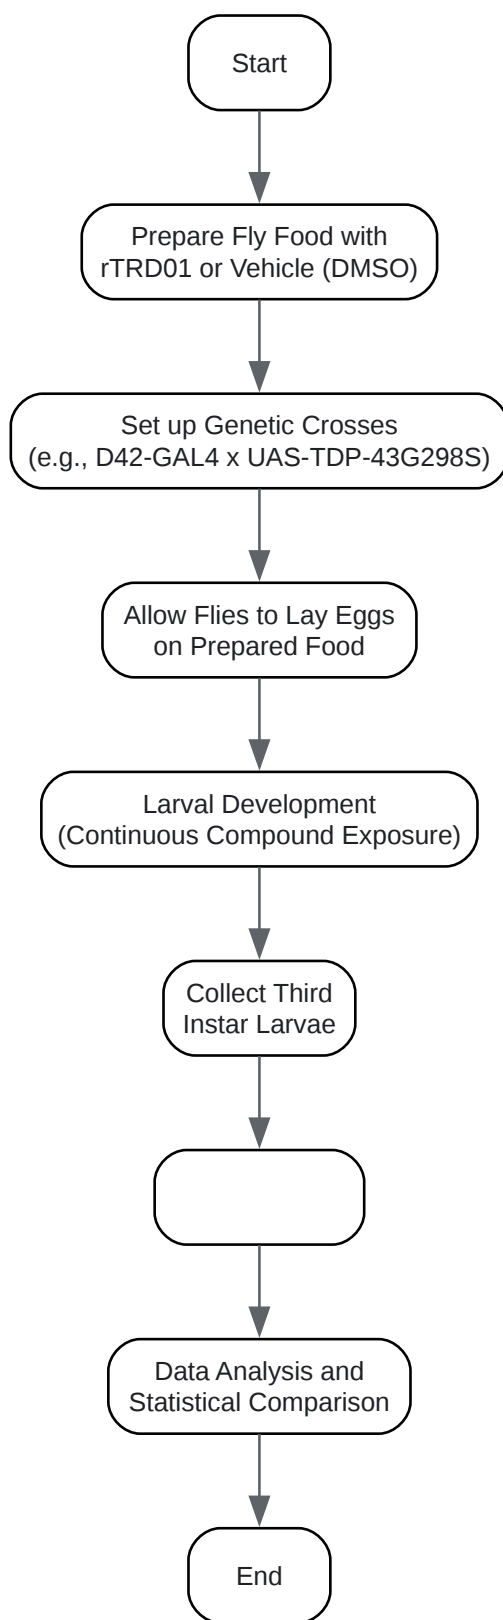 Start
Prepare Fly Food with
rTRD01 or Vehicle (DMSO)
Set up Genetic Crosses
(e.g., D42-GAL4 x UAS-TDP-43G298S)
Allow Flies to Lay Eggs
on Prepared Food
Larval Development
(Continuous Compound Exposure)
Collect Third
Instar Larvae
Data Analysis and
Statistical Comparison
End